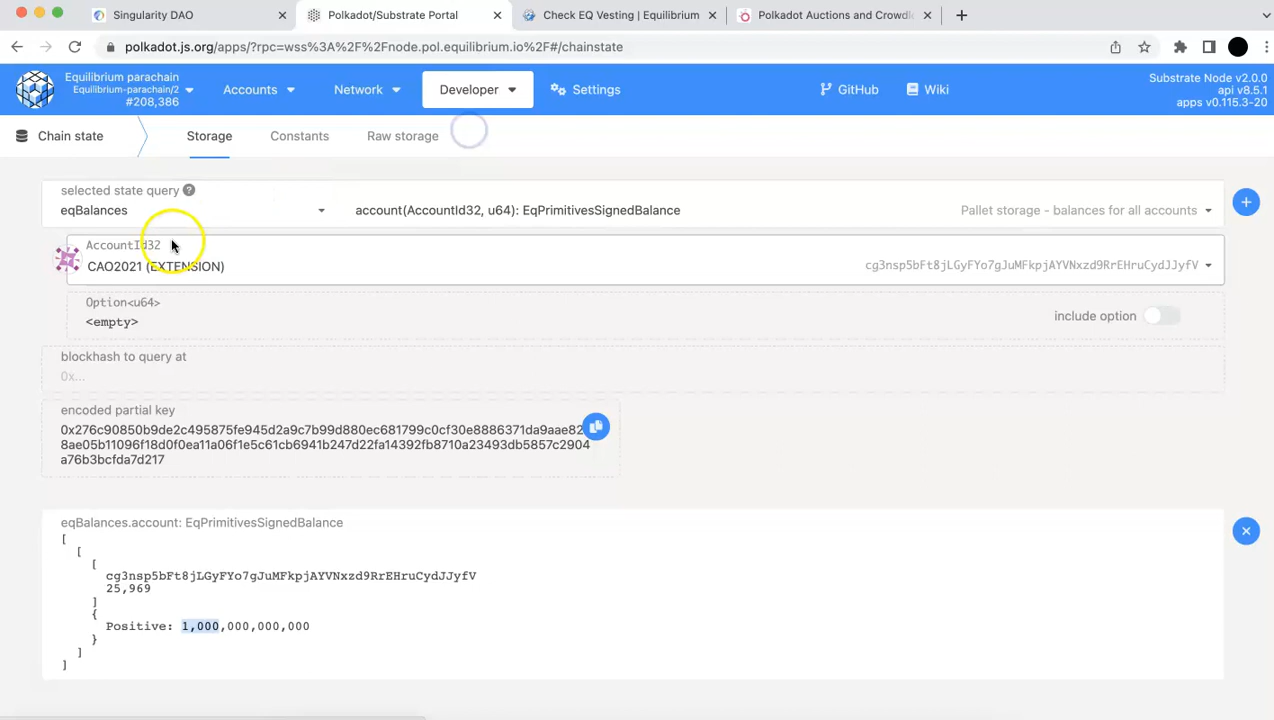 Singularity DAO
Polkadot/Substrate Portal
Check EQ Vesting | Equilibrium
Polkadot Auctions and Crowdl
polkadot.js.org/apps/?rpc=wss%3A%2F%2Fnode.pol.equilibrium.io%2F#/chainstate
Equilibrium parachain
Equilibrium-parachain/2
#208,386
Accounts
Network
Developer
Settings
GitHub
Wiki
Substrate Node v2.0.0
api v8.5.1
apps v0.115.3-20
Chain state
Storage
Constants
Raw storage
selected state query
eqBalances
account(AccountId32, u64): EqPrimitivesSignedBalance
Pallet storage - balances for all accounts
AccountId32
CAO2021 (EXTENSION)
cg3nsp5bFt8jLGyFYo7gJuMFkpjAYVNxzd9RrEHruCydJJyfV
Option<u64>
<empty>
include option
blockhash to query at
0x...
encoded partial key
0x276c90850b9de2c495875fe945d2a9c7b99d880ec681799c0cf30e8886371da9aae82
8ae05b11096f18d0f0ea11a06f1e5c61cb6941b247d22fa14392fb8710a23493db5857c2904
a76b3bcfda7d217
eqBalances.account: EqPrimitivesSignedBalance
[
[
[
cg3nsp5bFt8jLGyFYo7gJuMFkpjAYVNxzd9RrEHruCydJJyfV
25,969
]
{
Positive: 1,000,000,000,000
}
]
]